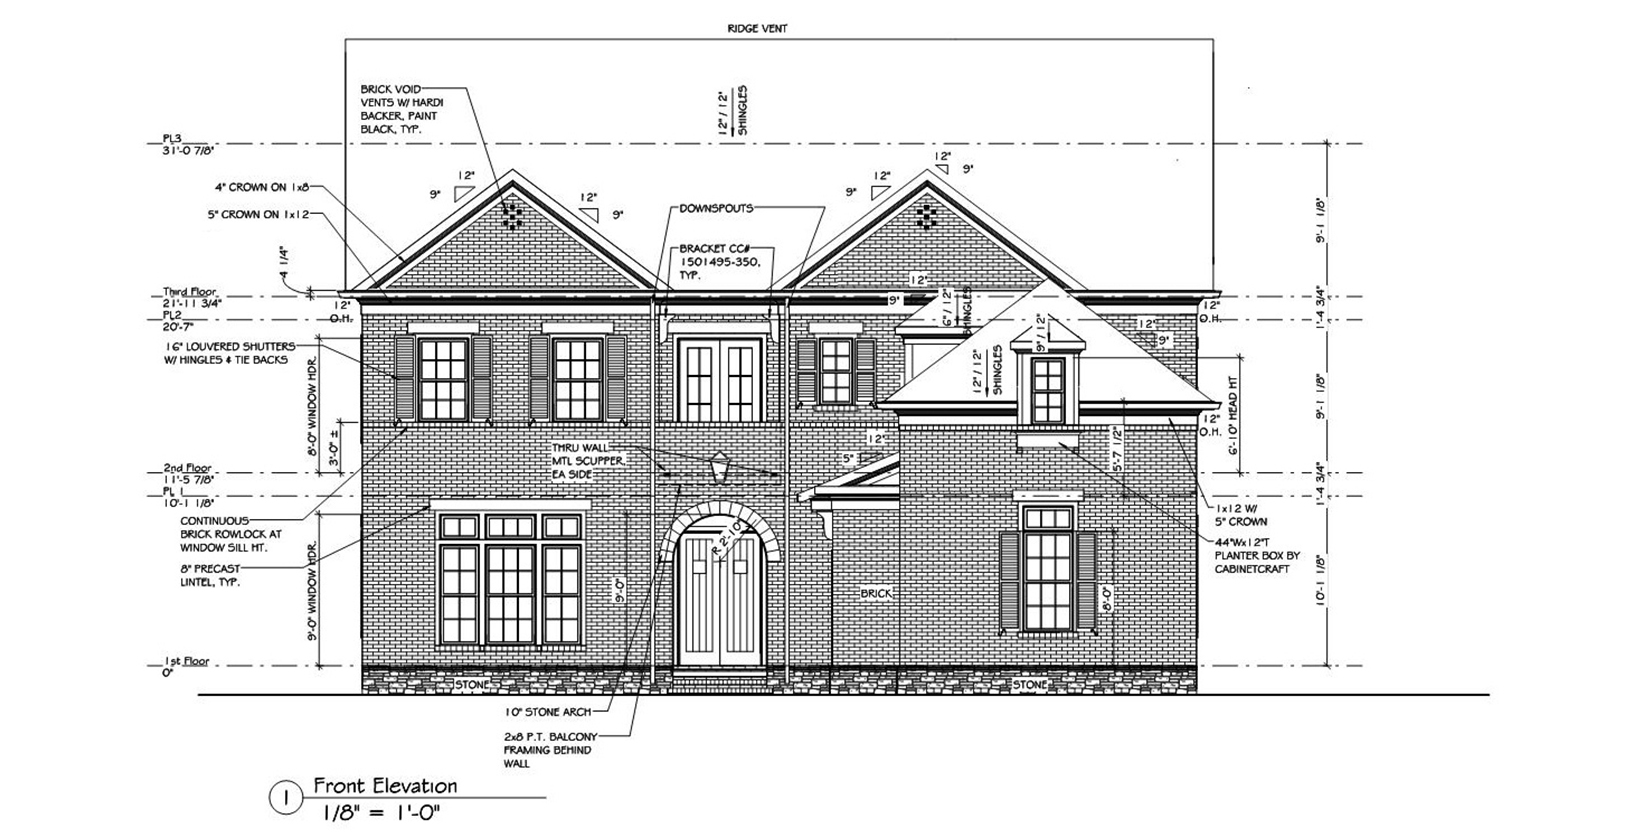 RIDGE VENT
BRICK VOID
VENTS W/ HARDI
BACKER, PAINT
BLACK, TYP.
12" / 12"
SHINGLES
PL3
31'-0 7/8"
12"
9"
12"
9"
12"
9"
12"
9"
4" CROWN ON 1x8
5" CROWN ON 1x12
DOWNSPOUTS
BRACKET CC#
1501495-350,
TYP.
9'-1 1/8"
4 1/4"
Third Floor
21'-11 3/4"
PL2
20'-7"
12"
O.H.
12"
9"
6" / 12"
SHINGLES
12"
O.H.
1'-4 3/4"
16" LOUVERED SHUTTERS
W/ HINGLES & TIE BACKS
8'-0" WINDOW HDR.
3'-0" ±
9" / 12"
12"
9"
12" / 12"
SHINGLES
6'-10" HEAD HT
9'-1 1/8"
12"
O.H.
THRU WALL
MTL SCUPPER,
EA SIDE
12"
5"
5'-7 1/2"
2nd Floor
11'-5 7/8"
PL 1
10'-1 1/8"
1'-4 3/4"
CONTINUOUS
BRICK ROWLOCK AT
WINDOW SILL HT.
8" PRECAST
LINTEL, TYP.
9'-0" WINDOW HDR.
9'-0"
R 2'-10"
1x12 W/
5" CROWN
44"Wx12"T
PLANTER BOX BY
CABINETCRAFT
BRICK
8'-0"
10'-1 1/8"
1st Floor
0"
STONE
STONE
10" STONE ARCH
2x8 P.T. BALCONY
FRAMING BEHIND
WALL
1
Front Elevation
1/8" = 1'-0"